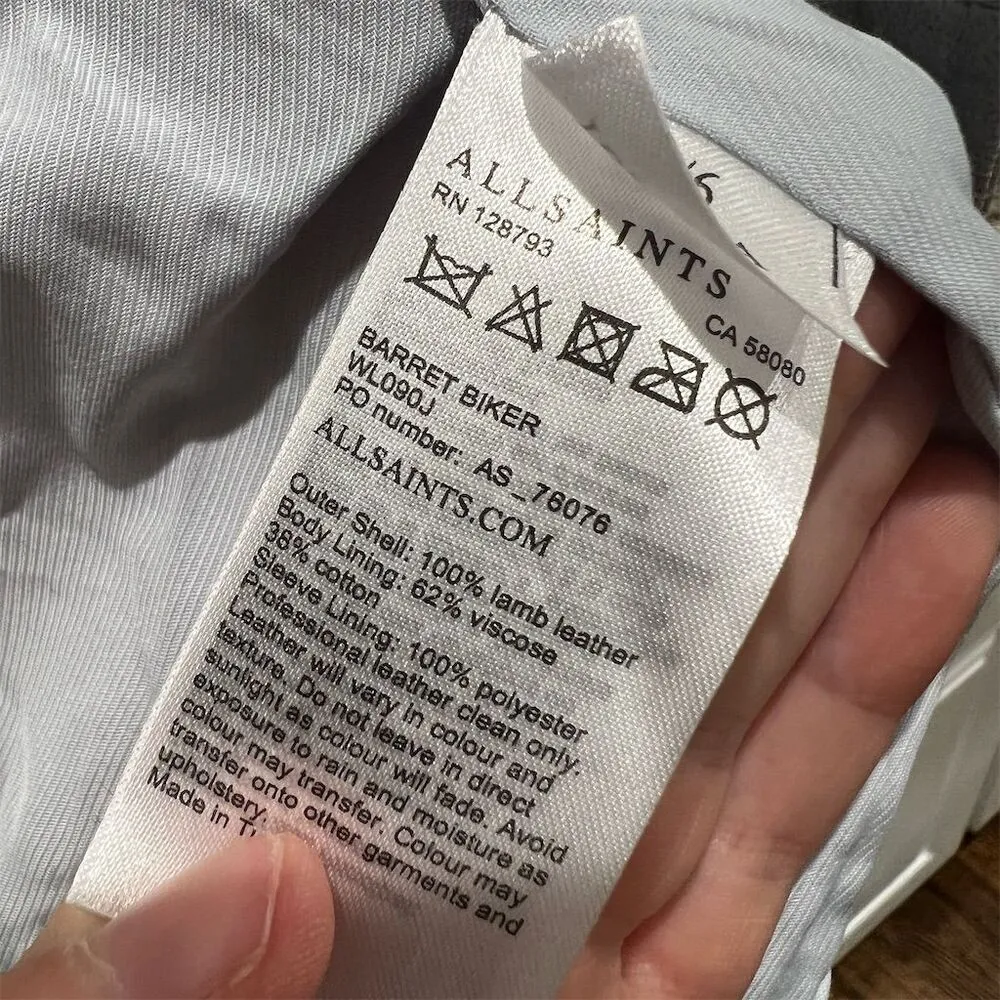 ALLSAINTS
RN 128793
CA 58080
BARRET BIKER
WL090J
PO number: AS_76076
ALLSAINTS.COM
Outer Shell: 100% lamb leather
Body Lining: 62% viscose
38% cotton
Sleeve Lining: 100% polyester
Professional leather clean only.
Leather will vary in colour and
texture. Do not leave in direct
sunlight as colour will fade. Avoid
exposure to rain and moisture as
colour may transfer. Colour may
transfer onto other garments and
upholstery.
Made in